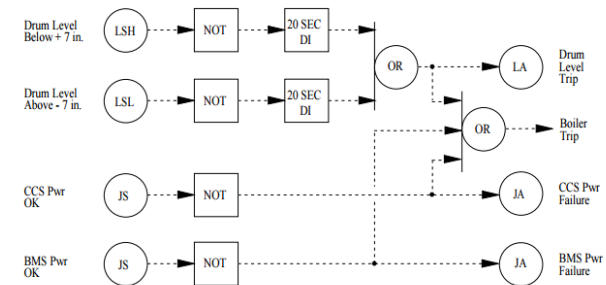 Drum Level
Below + 7 in.
LSH
NOT
20 SEC
DI
OR
LA
Drum
Level
Trip
Drum Level
Above - 7 in.
LSL
NOT
20 SEC
DI
OR
Boiler
Trip
CCS Pwr
OK
JS
NOT
JA
CCS Pwr
Failure
BMS Pwr
OK
JS
NOT
JA
BMS Pwr
Failure